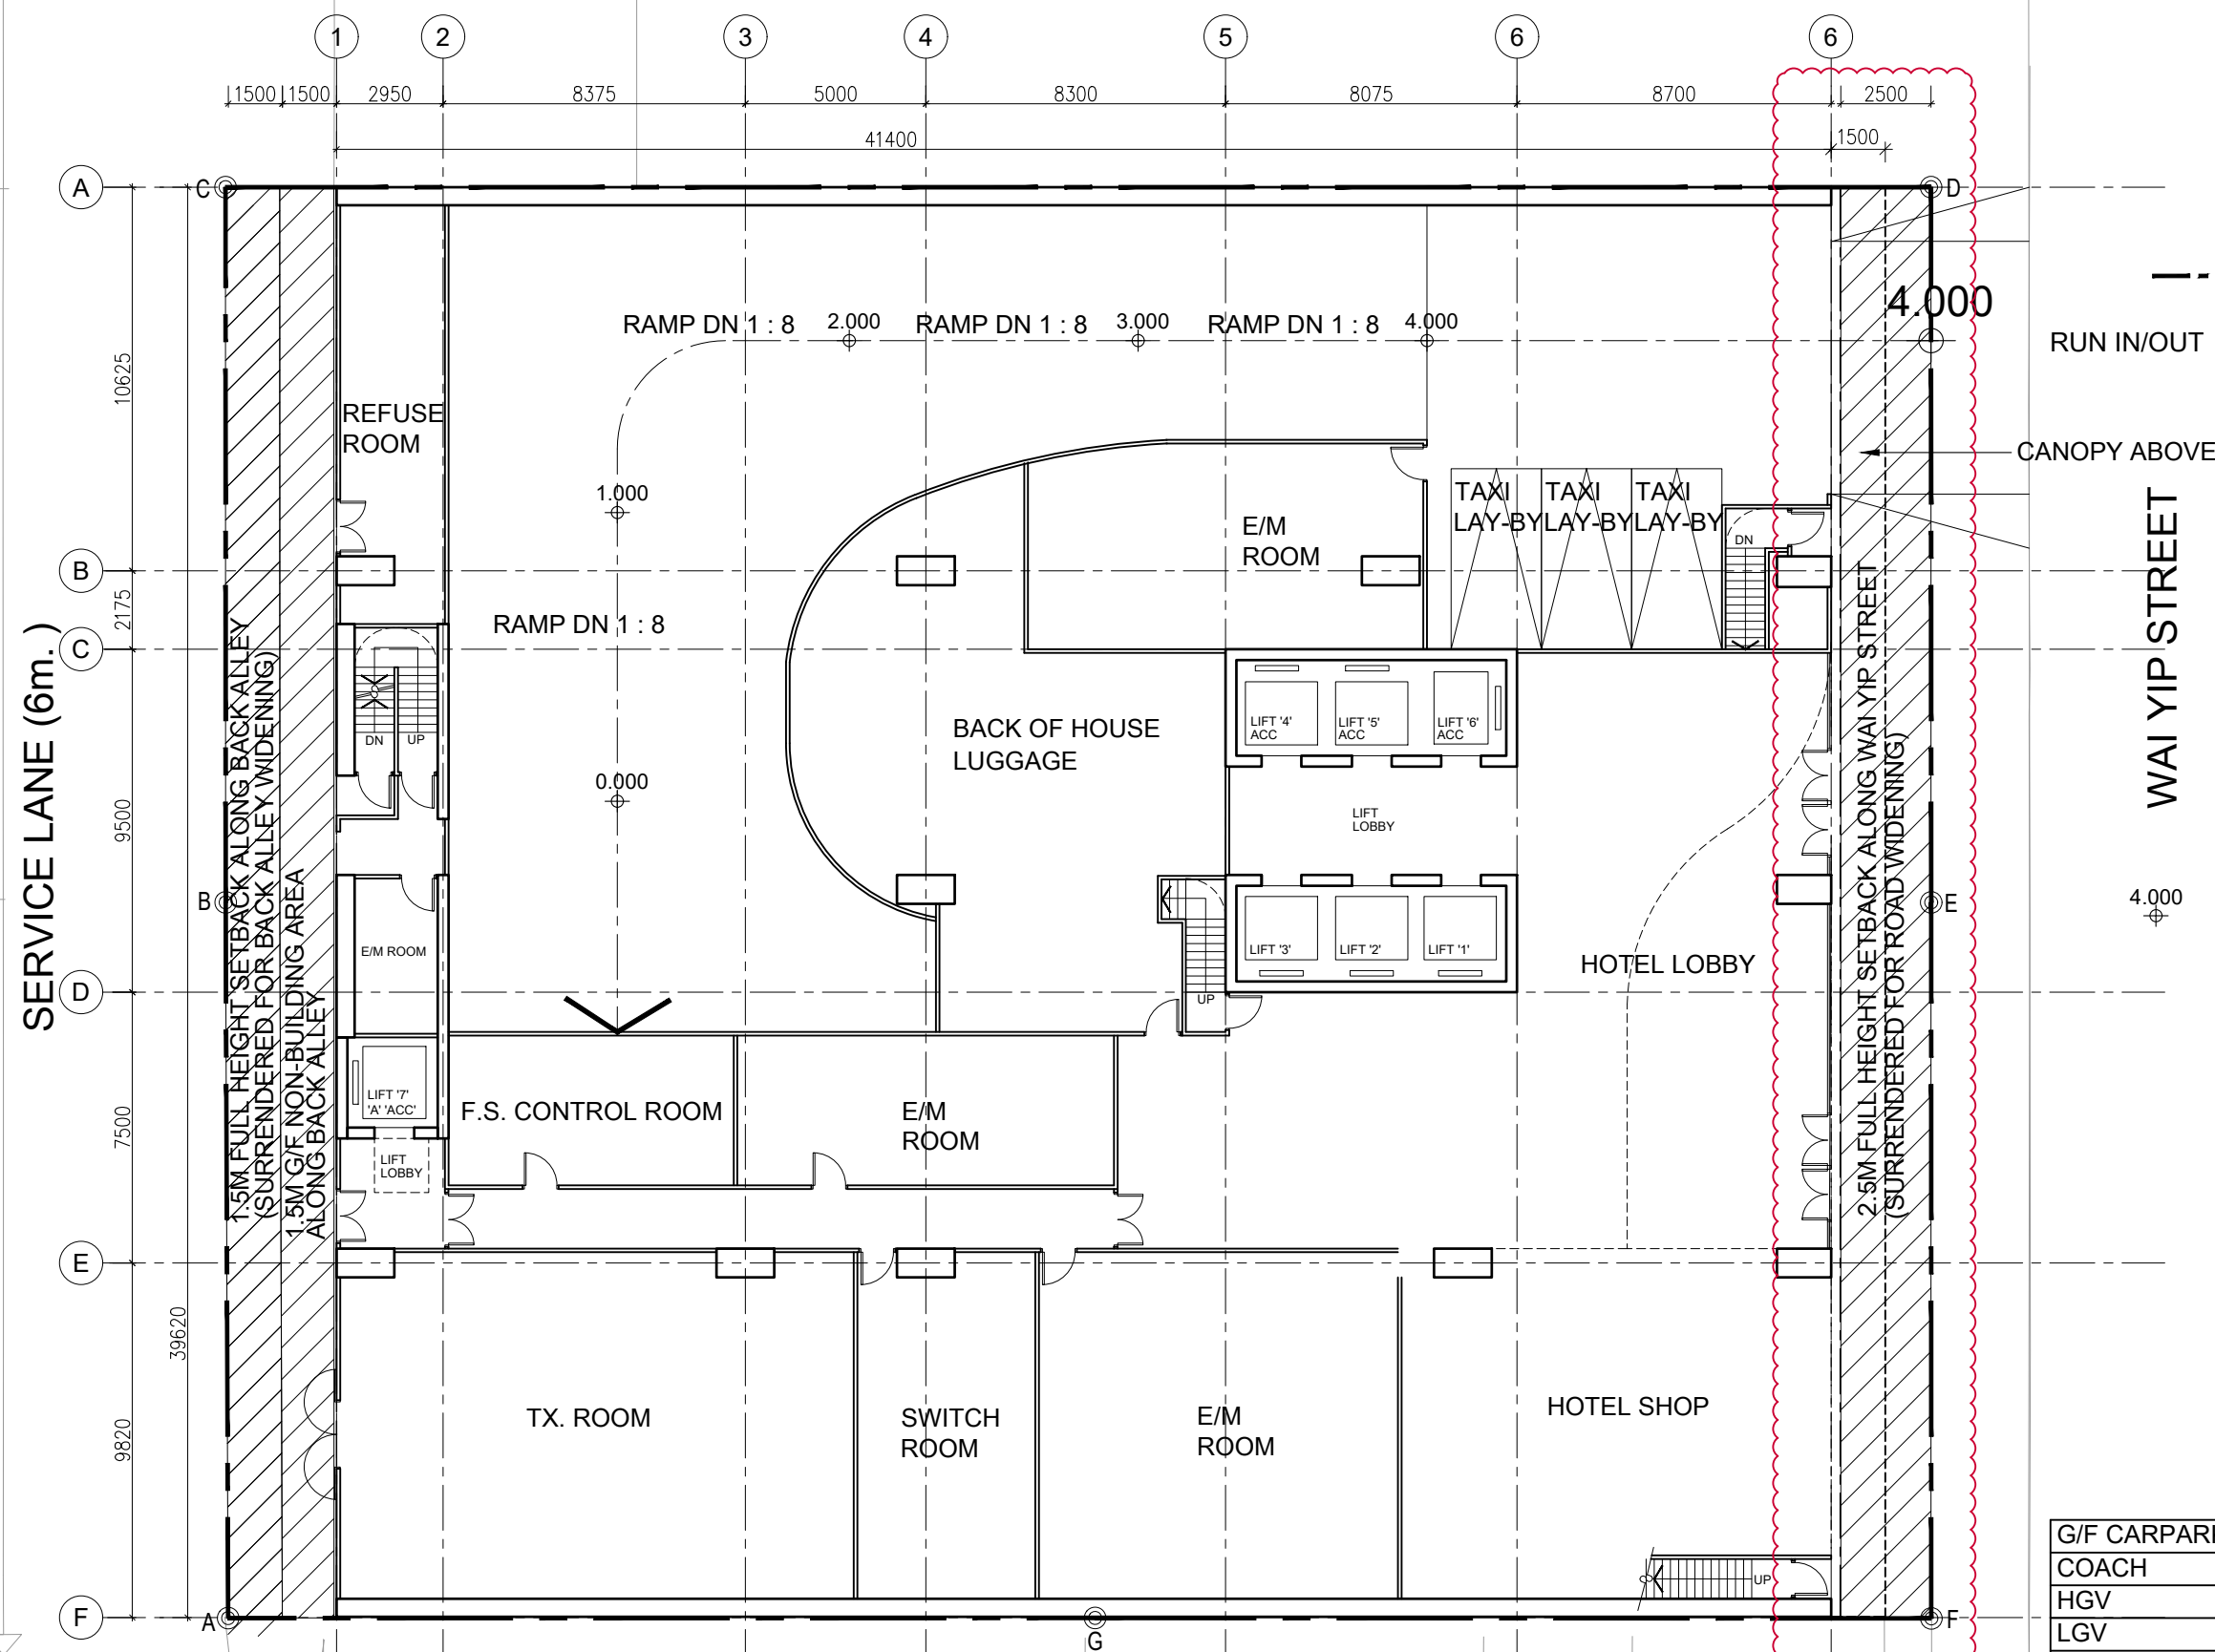 1 2 3 4 5 6 6
1500 1500 2950 8375 5000 8300 8075 8700 2500
41400 1500
A
C D
4.000
RAMP DN 1 : 8 2.000 RAMP DN 1 : 8 3.000 RAMP DN 1 : 8 4.000
RUN IN/OUT
10625
REFUSE
ROOM
CANOPY ABOVE
1.000
TAXI
LAY-BY
TAXI
LAY-BY
TAXI
LAY-BY
E/M
ROOM
DN
B
2175
RAMP DN 1 : 8
C
SERVICE LANE (6m. )
WAI YIP STREET
1.5M FULL HEIGHT SETBACK ALONG BACK ALLEY
(SURRENDERED FOR BACK ALLEY WIDENNING)
1.5M G/F NON-BUILDING AREA
ALONG BACK ALLEY
2.5M FULL HEIGHT SETBACK ALONG WAI YIP STREET
(SURRENDERED FOR ROAD WIDENING)
DN UP
BACK OF HOUSE
LUGGAGE
LIFT '4'
ACC
LIFT '5'
ACC
LIFT '6'
ACC
0.000
LIFT
LOBBY
9500
B E
4.000
E/M ROOM
LIFT '3' LIFT '2' LIFT '1'
HOTEL LOBBY
D
UP
LIFT '7'
'A' 'ACC'
7500
F.S. CONTROL ROOM
E/M
ROOM
LIFT
LOBBY
E
39620
9820
TX. ROOM
SWITCH
ROOM
E/M
ROOM
HOTEL SHOP
UP
F
A G F
G/F CARPAR
COACH
HGV
LGV